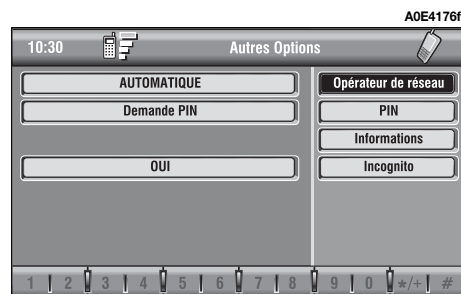 A0E4176f
10:30 Autres Options
AUTOMATIQUE Opérateur de réseau
Demande PIN PIN
Informations
OUI Incognito
1 2 3 4 5 6 7 8 9 0 */+ #